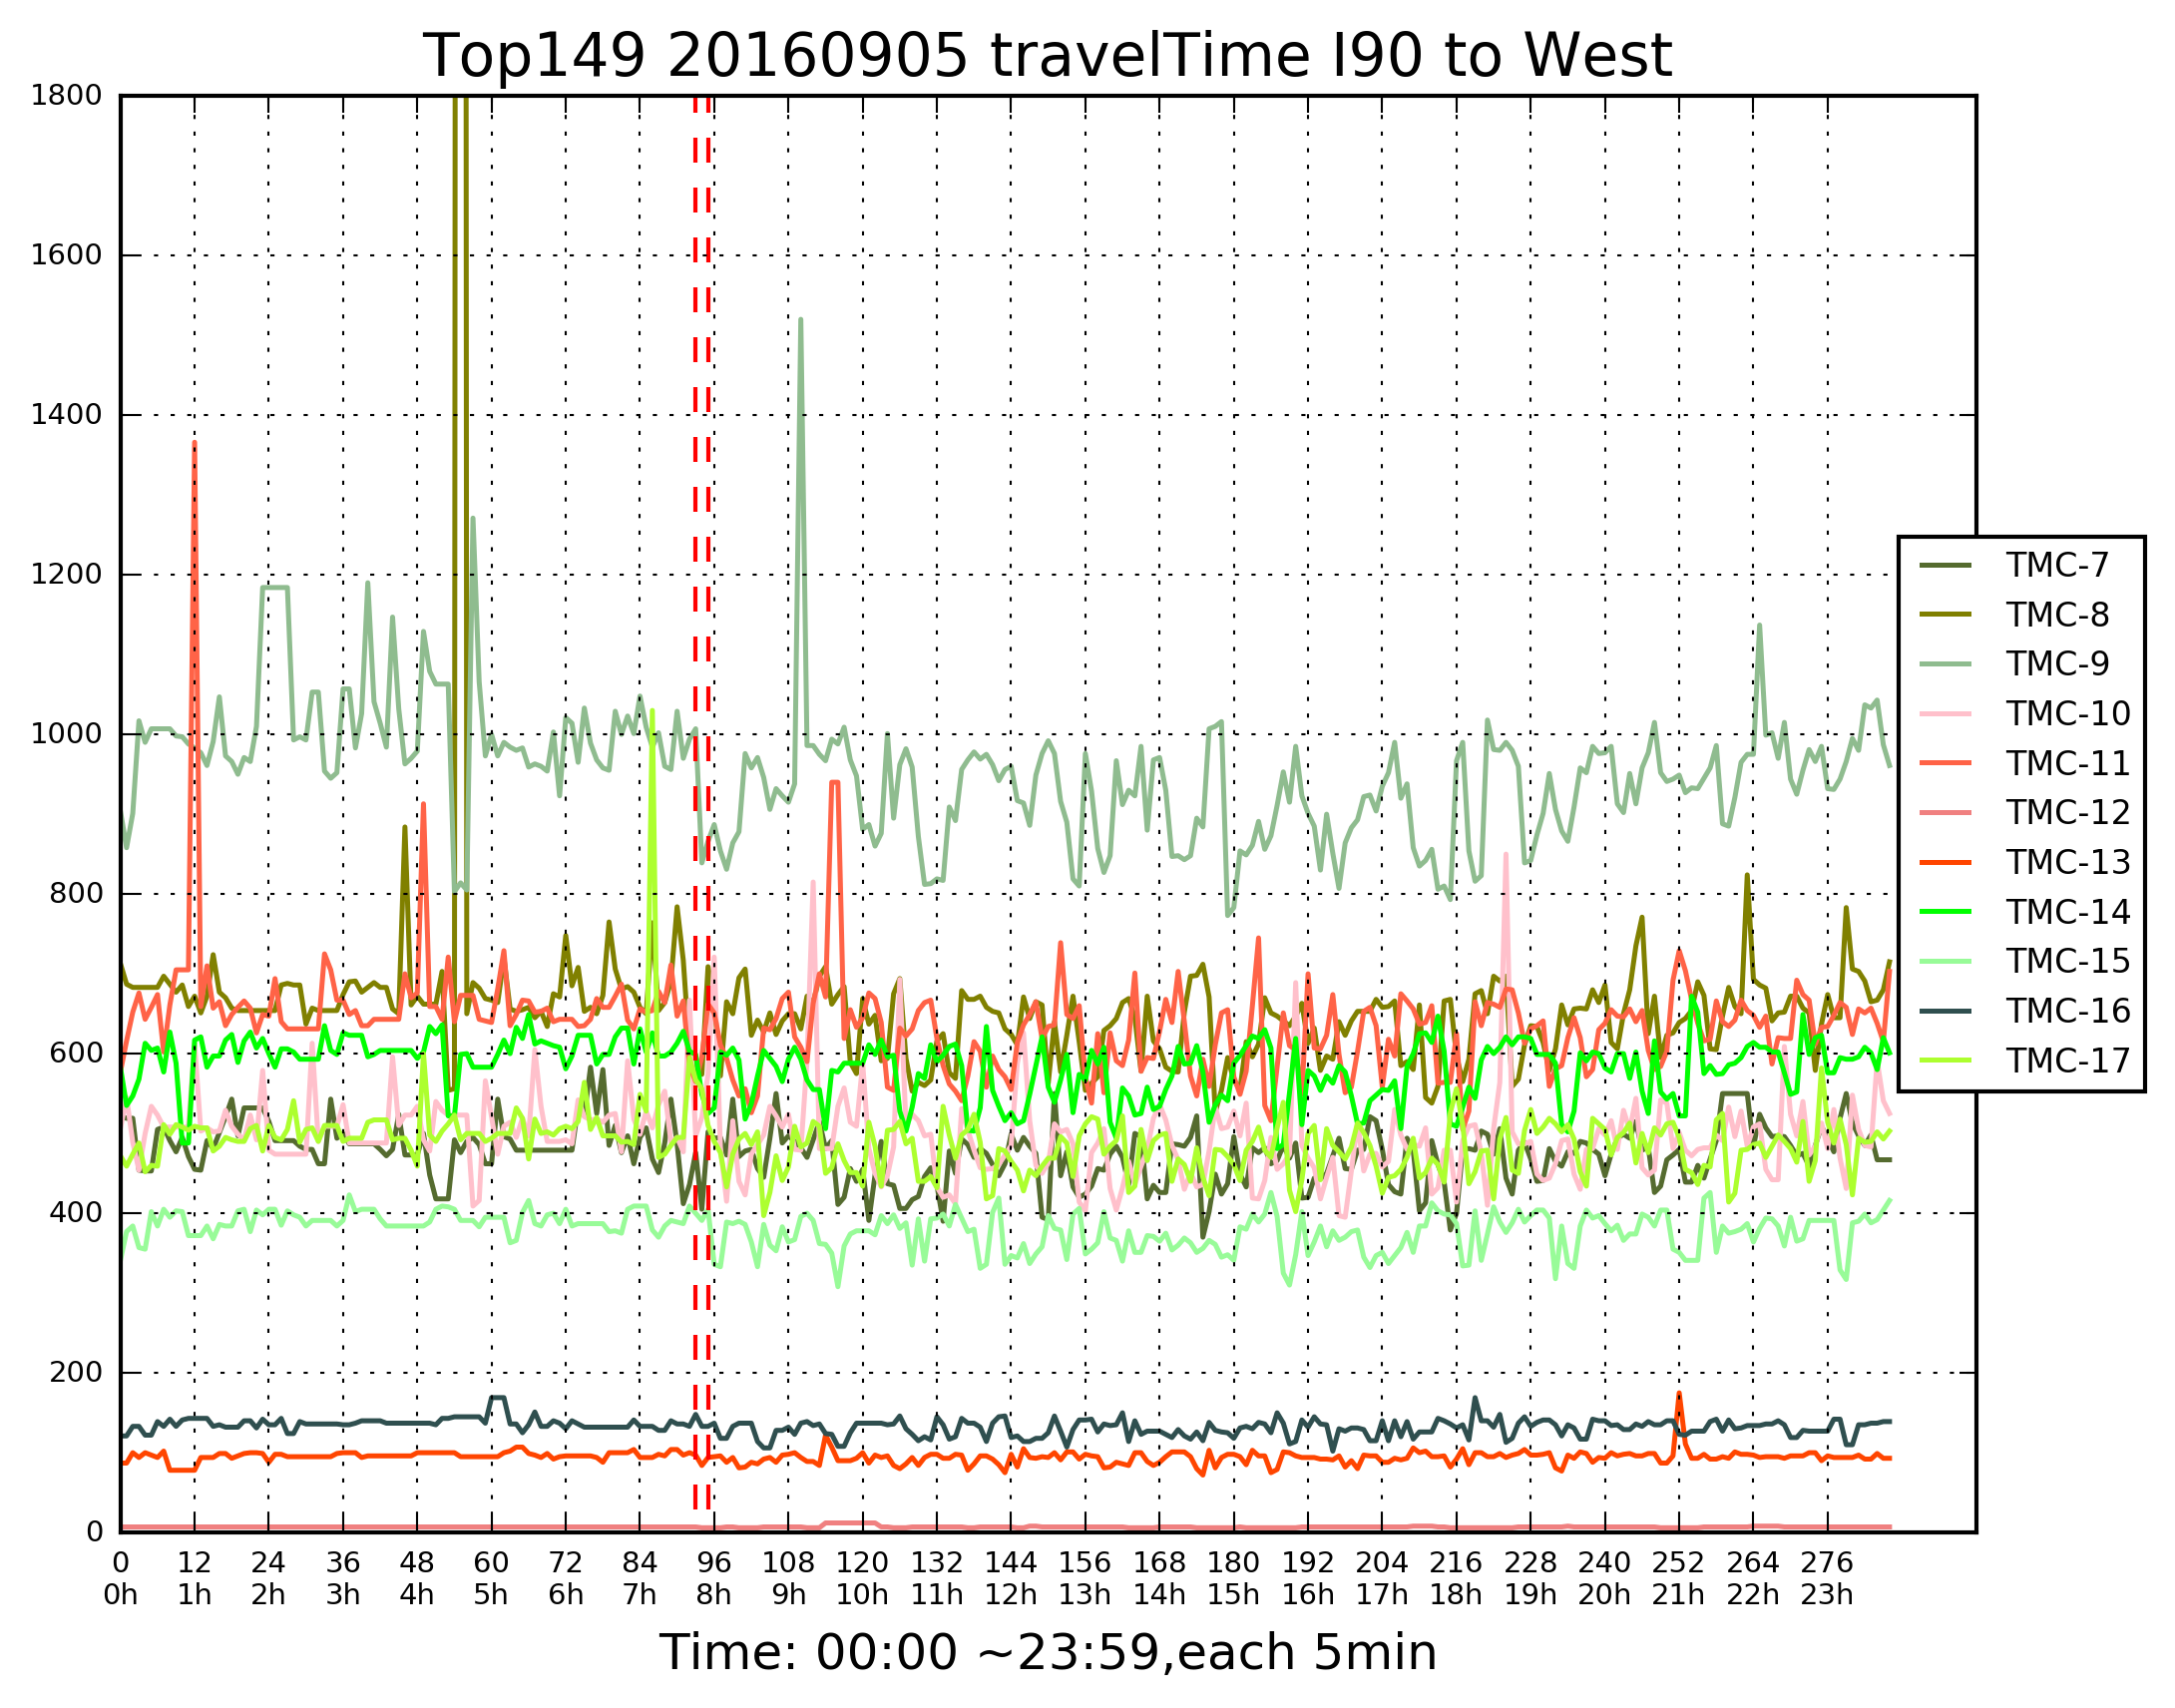 Top149 20160905 travelTime I90 to West
1800
1600
1400
1200
1000
800
600
400
200
0
TMC-7
TMC-8
TMC-9
TMC-10
TMC-11
TMC-12
TMC-13
TMC-14
TMC-15
TMC-16
TMC-17
0 12 24 36 48 60 72 84 96 108 120 132 144 156 168 180 192 204 216 228 240 252 264 276
0h 1h 2h 3h 4h 5h 6h 7h 8h 9h 10h 11h 12h 13h 14h 15h 16h 17h 18h 19h 20h 21h 22h 23h
Time: 00:00 ~23:59,each 5min